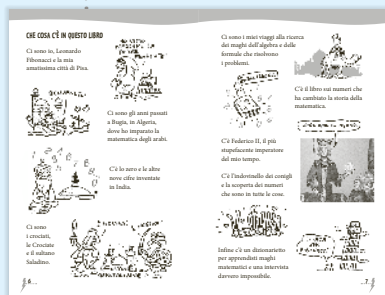 CHE COSA C'È IN QUESTO LIBRO
Ci sono io, Leonardo
Fibonacci e la mia
amatissima città di Pisa.
Ci sono gli anni passati
a Bugia, in Algeria,
dove ho imparato la
matematica degli arabi.
C'è lo zero e le altre
nove cifre inventate
in India.
Ci sono
i crociati,
le Crociate
e il sultano
Saladino.
6
Ci sono i miei viaggi alla ricerca
dei maghi dell'algebra e delle
formule che risolvono
i problemi.
C'è il libro sui numeri che
ha cambiato la storia della
matematica.
C'è Federico II, il più
stupefacente imperatore
del mio tempo.
C'è l'indovinello dei conigli
e la scoperta dei numeri
che sono in tutte le cose.
Infine c'è un dizionarietto
per apprendisti maghi
matematici e una intervista
davvero impossibile.
7